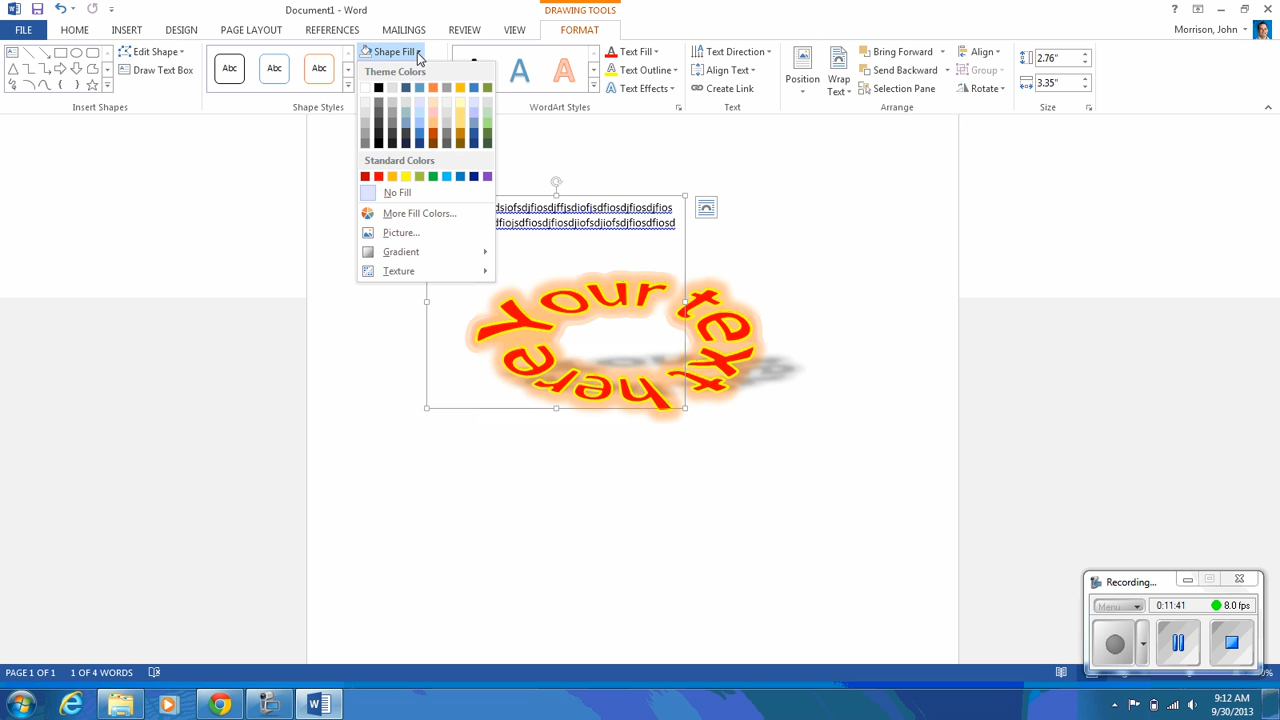 Document1 - Word
DRAWING TOOLS
FILE HOME INSERT DESIGN PAGE LAYOUT REFERENCES MAILINGS REVIEW VIEW FORMAT
Morrison, John
Edit Shape
Draw Text Box
Insert Shapes
Abc Abc Abc
Shape Styles
Shape Fill
Theme Colors
Standard Colors
No Fill
More Fill Colors...
Picture...
Gradient
Texture
A A
WordArt Styles
Text Fill
Text Outline
Text Effects
Text Direction
Align Text
Create Link
Text
Position
Wrap
Text
Bring Forward
Send Backward
Selection Pane
Align
Group
Rotate
Arrange
2.76"
3.35"
Size
Your text here
Recording...
Menu
0:11:41
8.0 fps
PAGE 1 OF 1 1 OF 4 WORDS
9:12 AM
9/30/2013